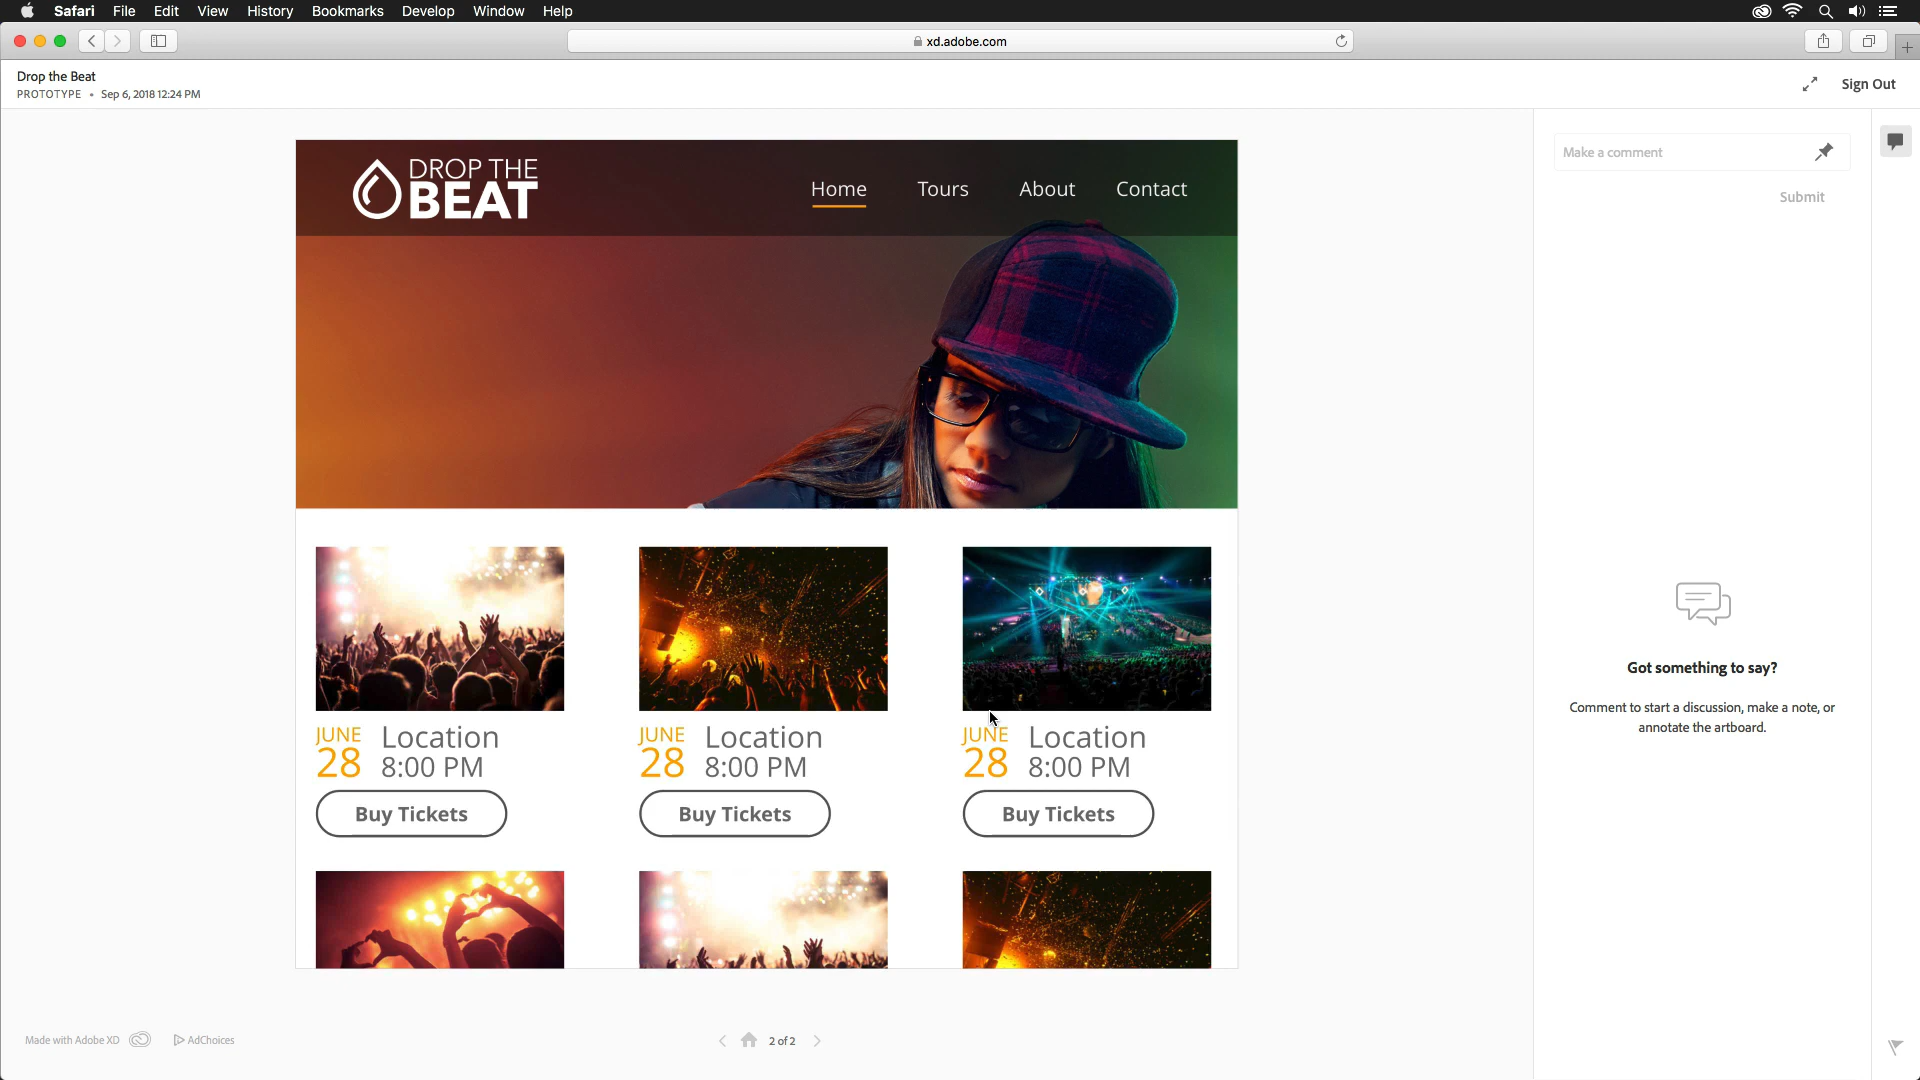 Safari File Edit View History Bookmarks Develop Window Help
xd.adobe.com
Drop the Beat
PROTOTYPE • Sep 6, 2018 12:24 PM
Sign Out
DROP THE
BEAT
Home Tours About Contact
Make a comment
Submit
Got something to say?
Comment to start a discussion, make a note, or
annotate the artboard.
JUNE
28
Location
8:00 PM
Buy Tickets
JUNE
28
Location
8:00 PM
Buy Tickets
JUNE
28
Location
8:00 PM
Buy Tickets
Made with Adobe XD
AdChoices
2 of 2